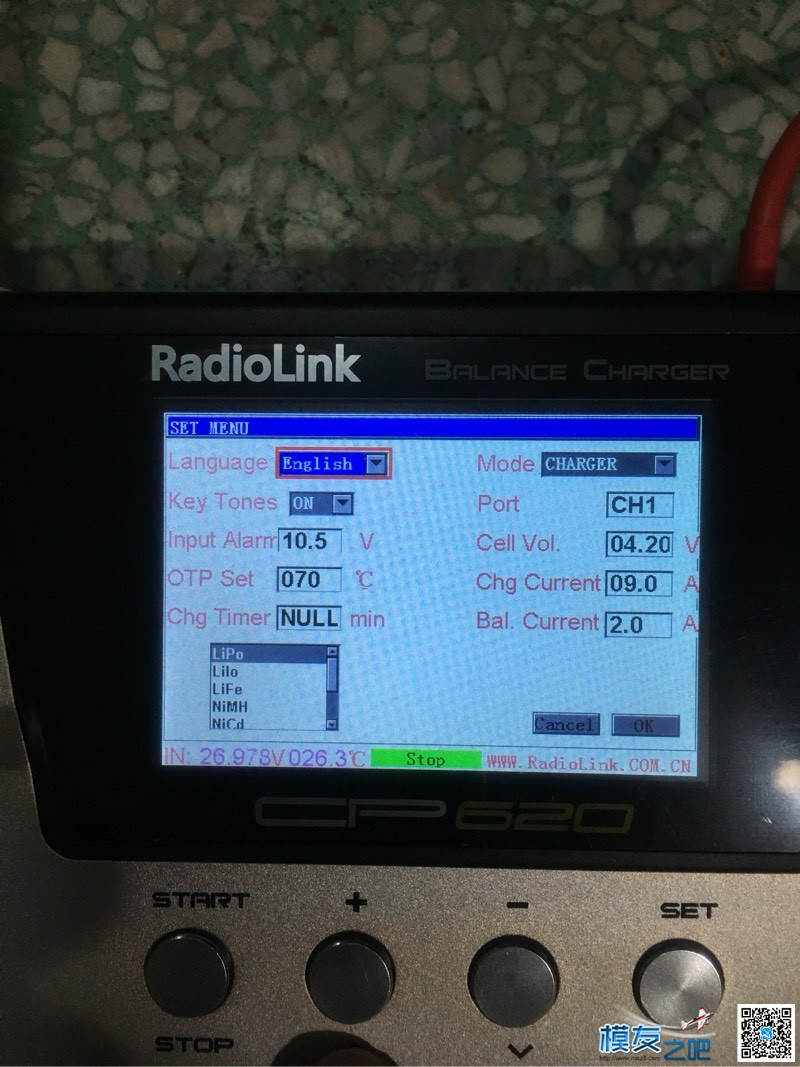 RadioLink BALANCE CHARGER
SET MENU
Language English Mode CHARGER
Key Tones ON Port CH1
Input Alarm 10.5 V Cell Vol. 04.20 V
OTP Set 070 ℃ Chg Current 09.0 A
Chg Timer NULL min Bal. Current 2.0 A
LiPo
LiIo
LiFe
NiMH
NiCd
Cancel OK
IN: 26.978V 026.3℃ Stop WWW.RadioLink.COM.CN
CP620
START + - SET
STOP
模友之吧